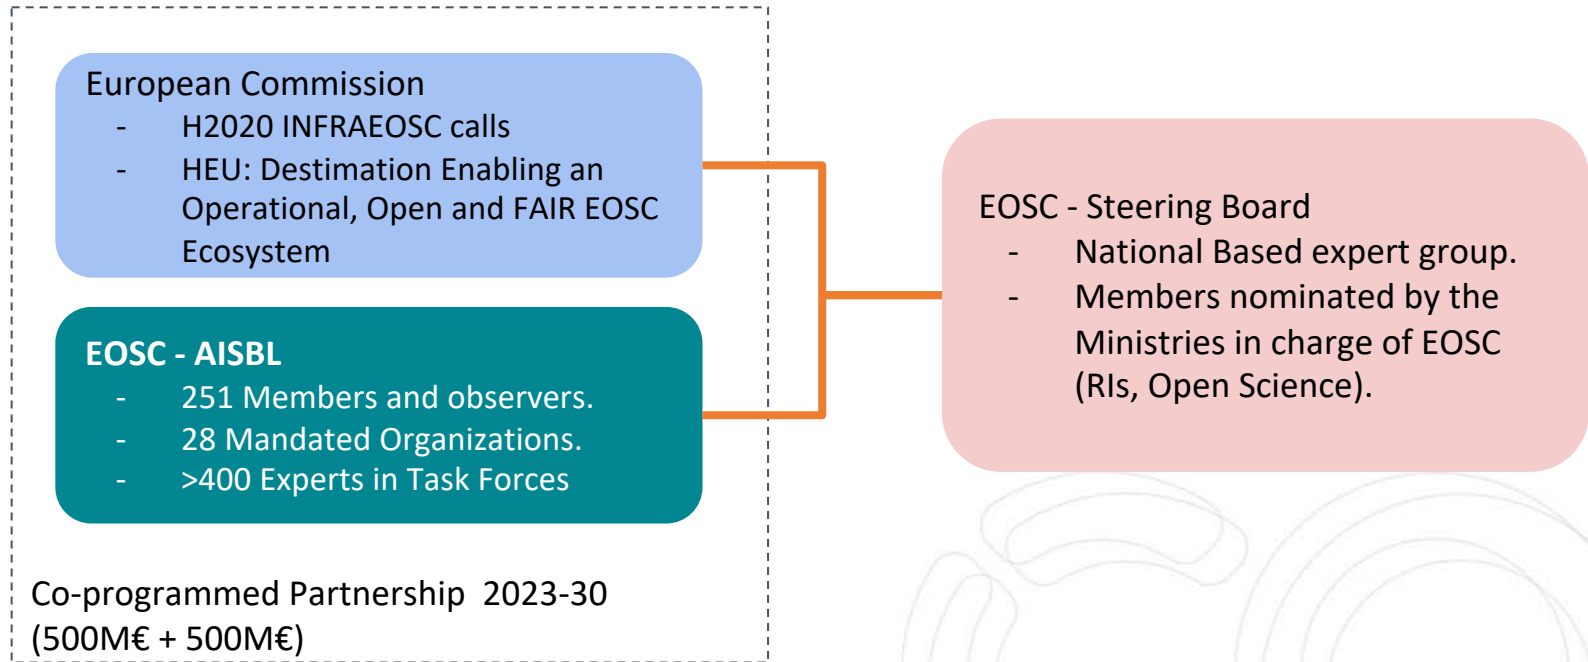 European Commission
- H2020 INFRAEOSC calls
- HEU: Destimation Enabling an
Operational, Open and FAIR EOSC
Ecosystem
EOSC - AISBL
- 251 Members and observers.
- 28 Mandated Organizations.
- >400 Experts in Task Forces
Co-programmed Partnership 2023-30
(500M€ + 500M€)
EOSC - Steering Board
- National Based expert group.
- Members nominated by the
Ministries in charge of EOSC
(RIs, Open Science).